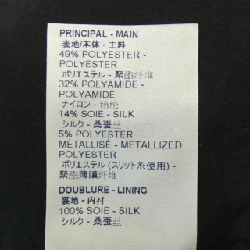 PRINCIPAL - MAIN
表地/本体 - 主料
49% POLYESTER -
POLYESTER
ポリエステル - 聚酯纤维
32% POLYAMIDE -
POLYAMIDE
ナイロン - 锦纶
14% SOIE - SILK
シルク - 桑蚕丝
5% POLYESTER
METALLISÉ - METALLIZED
POLYESTER
ポリエステル (スリット糸使用) -
聚酯薄膜纤维
DOUBLURE - LINING
裏地 - 内衬
100% SOIE - SILK
シルク - 桑蚕丝